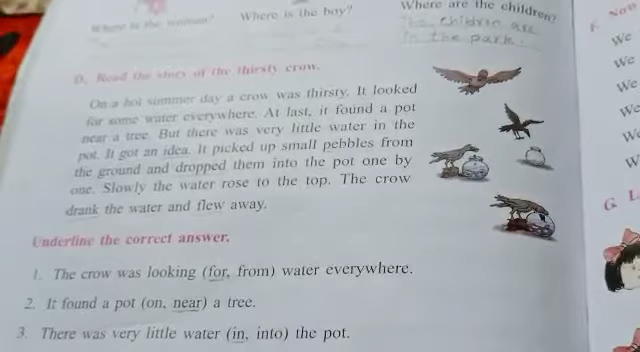 Where is the woman?
Where is the boy?
Where are the children?
The children are
in the park.
D. Read the story of the thirsty crow.
On a hot summer day a crow was thirsty. It looked
for some water everywhere. At last, it found a pot
near a tree. But there was very little water in the
pot. It got an idea. It picked up small pebbles from
the ground and dropped them into the pot one by
one. Slowly the water rose to the top. The crow
drank the water and flew away.
Underline the correct answer.
1. The crow was looking (for, from) water everywhere.
2. It found a pot (on, near) a tree.
3. There was very little water (in, into) the pot.
F. Now
We
We
We
We
We
W
G. L